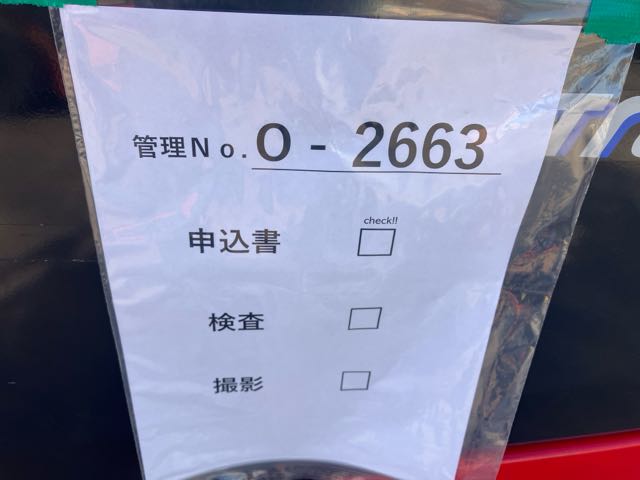 管理No. O - 2663
check!!
申込書 □
検査 □
撮影 □